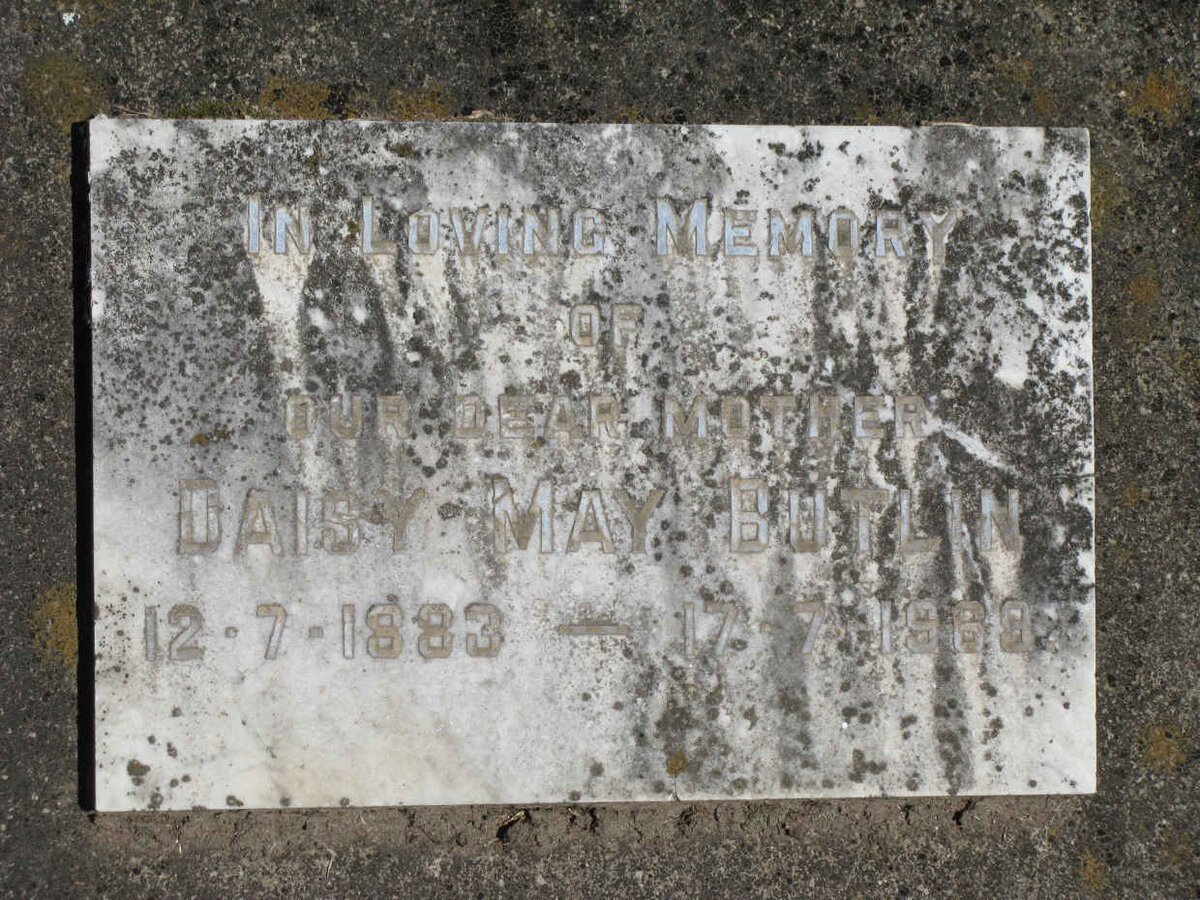 In Loving Memory
OF
OUR DEAR MOTHER
Daisy May Butlin
12-7-1883 — 17-7-1969.